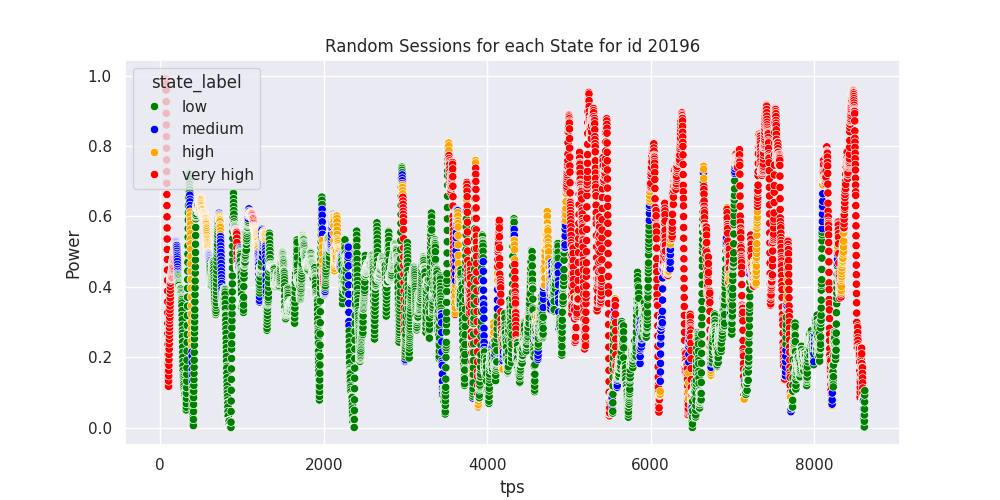 Random Sessions for each State for id 20196
Power
1.0
0.8
0.6
0.4
0.2
0.0
state_label
low
medium
high
very high
0 2000 4000 6000 8000
tps